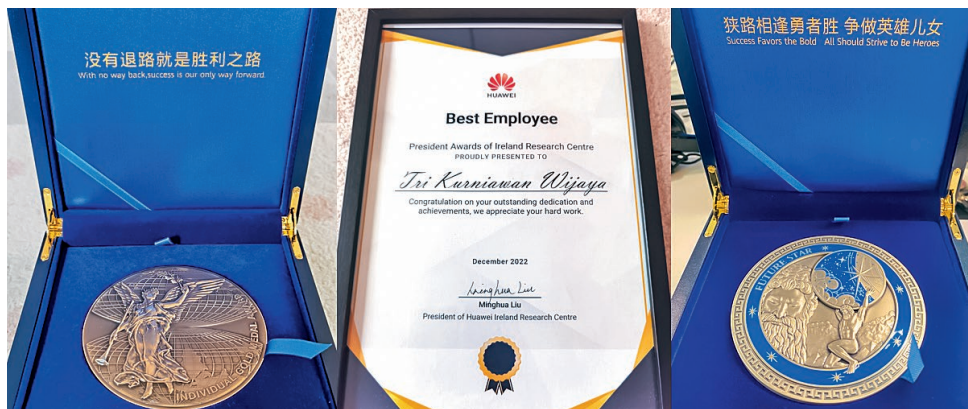 没有退路就是胜利之路
With no way back,success is our only way forward.
INDIVIDUAL GOLD MEDAL
HUAWEI
Best Employee
President Awards of Ireland Research Centre
PROUDLY PRESENTED TO
Tri Kurniawan Wijaya
Congratulation on your outstanding dedication and
achievements, we appreciate your hard work.
December 2022
Minghua Liu
Minghua Liu
President of Huawei Ireland Research Centre
狭路相逢勇者胜 争做英雄儿女
Success Favors the Bold All Should Strive to Be Heroes
FUTURE STAR